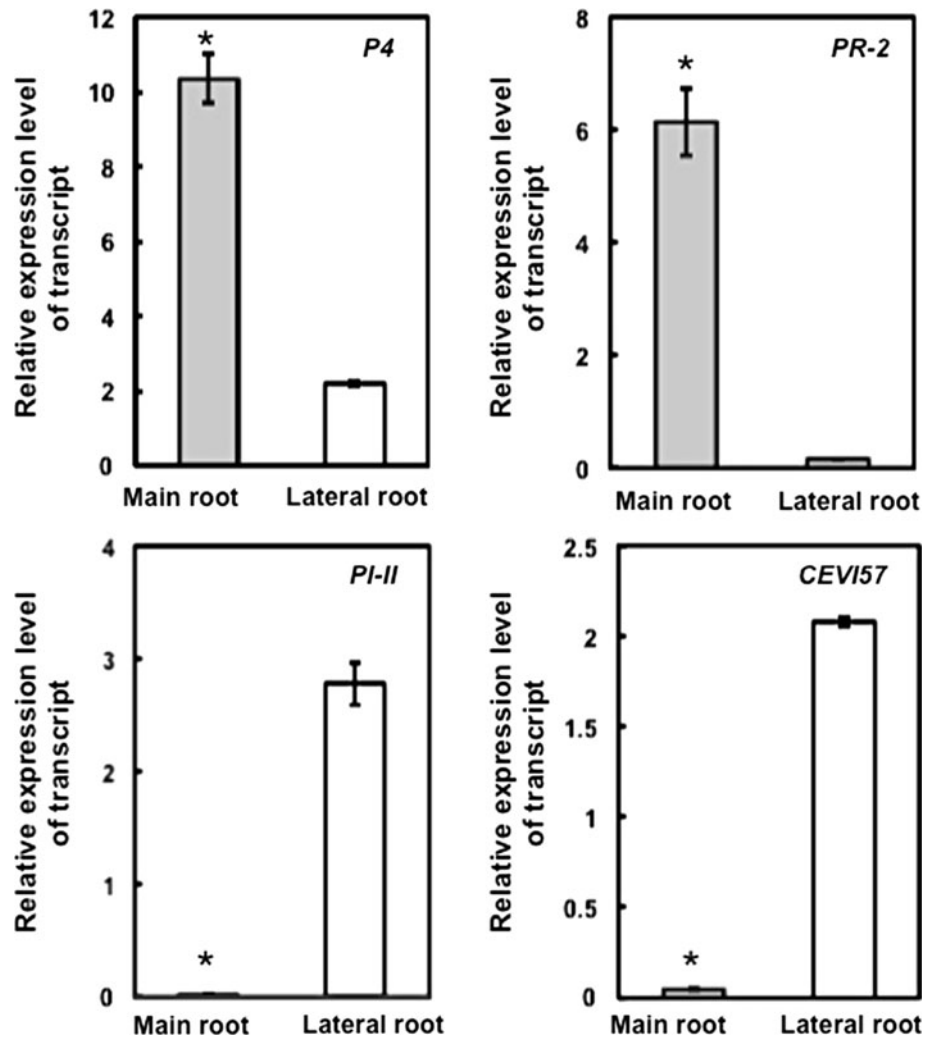 12
10
8
6
4
2
0
Relative expression level
of transcript
P4
*
Main root
Lateral root
8
6
4
2
0
Relative expression level
of transcript
PR-2
*
Main root
Lateral root
4
3
2
1
0
Relative expression level
of transcript
PI-II
*
Main root
Lateral root
2.5
2
1.5
1
0.5
0
Relative expression level
of transcript
CEVI57
*
Main root
Lateral root